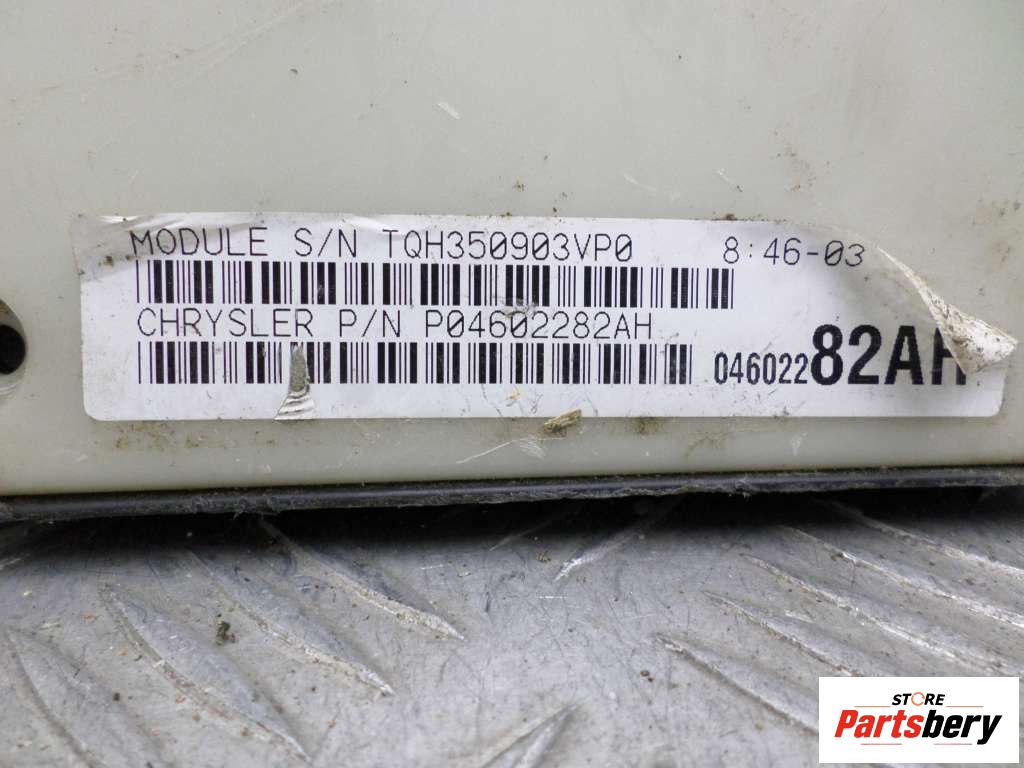 MODULE S/N TQH350903VP0 8:46-03
CHRYSLER P/N P04602282AH
04602282AH
STORE
Partsbery